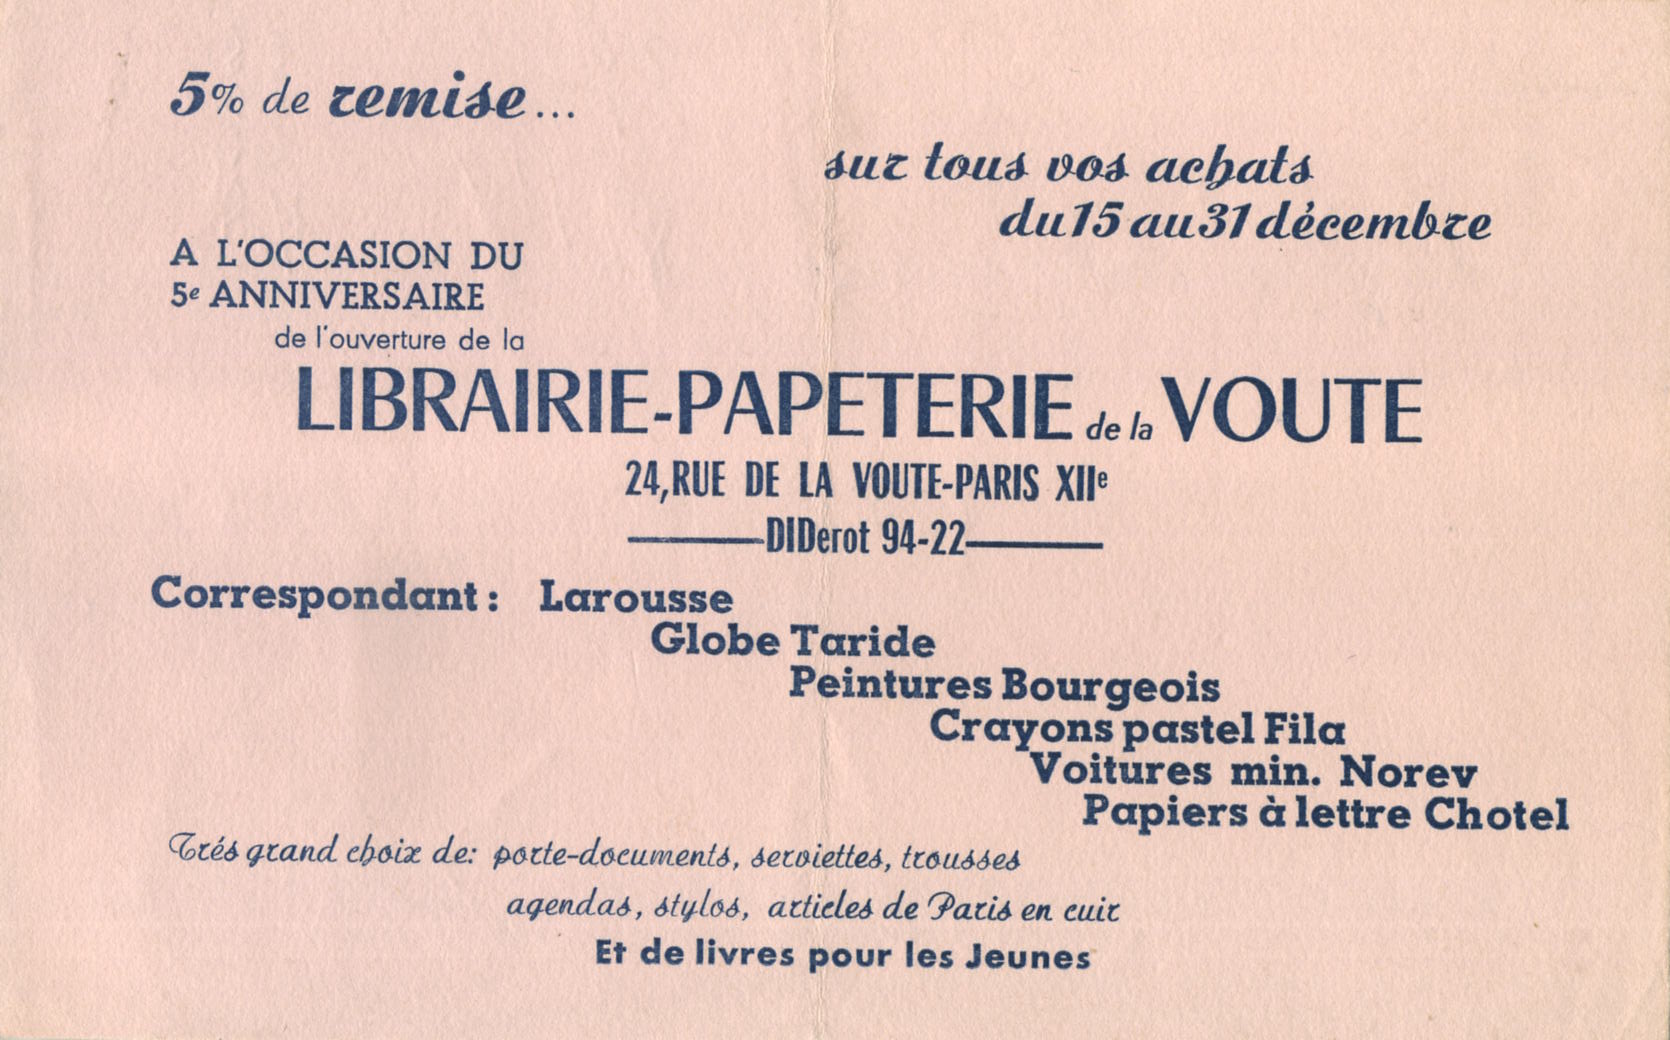 5% de remise...
sur tous vos achats
du 15 au 31 décembre
A L'OCCASION DU
5e ANNIVERSAIRE
de l'ouverture de la
LIBRAIRIE-PAPETERIE de la VOUTE
24, RUE DE LA VOUTE-PARIS XIIe
DIDerot 94-22
Correspondant : Larousse
Globe Taride
Peintures Bourgeois
Crayons pastel Fila
Voitures min. Norev
Papiers à lettre Chotel
Trés grand choix de: porte-documents, serviettes, trousses
agendas, stylos, articles de Paris en cuir
Et de livres pour les Jeunes